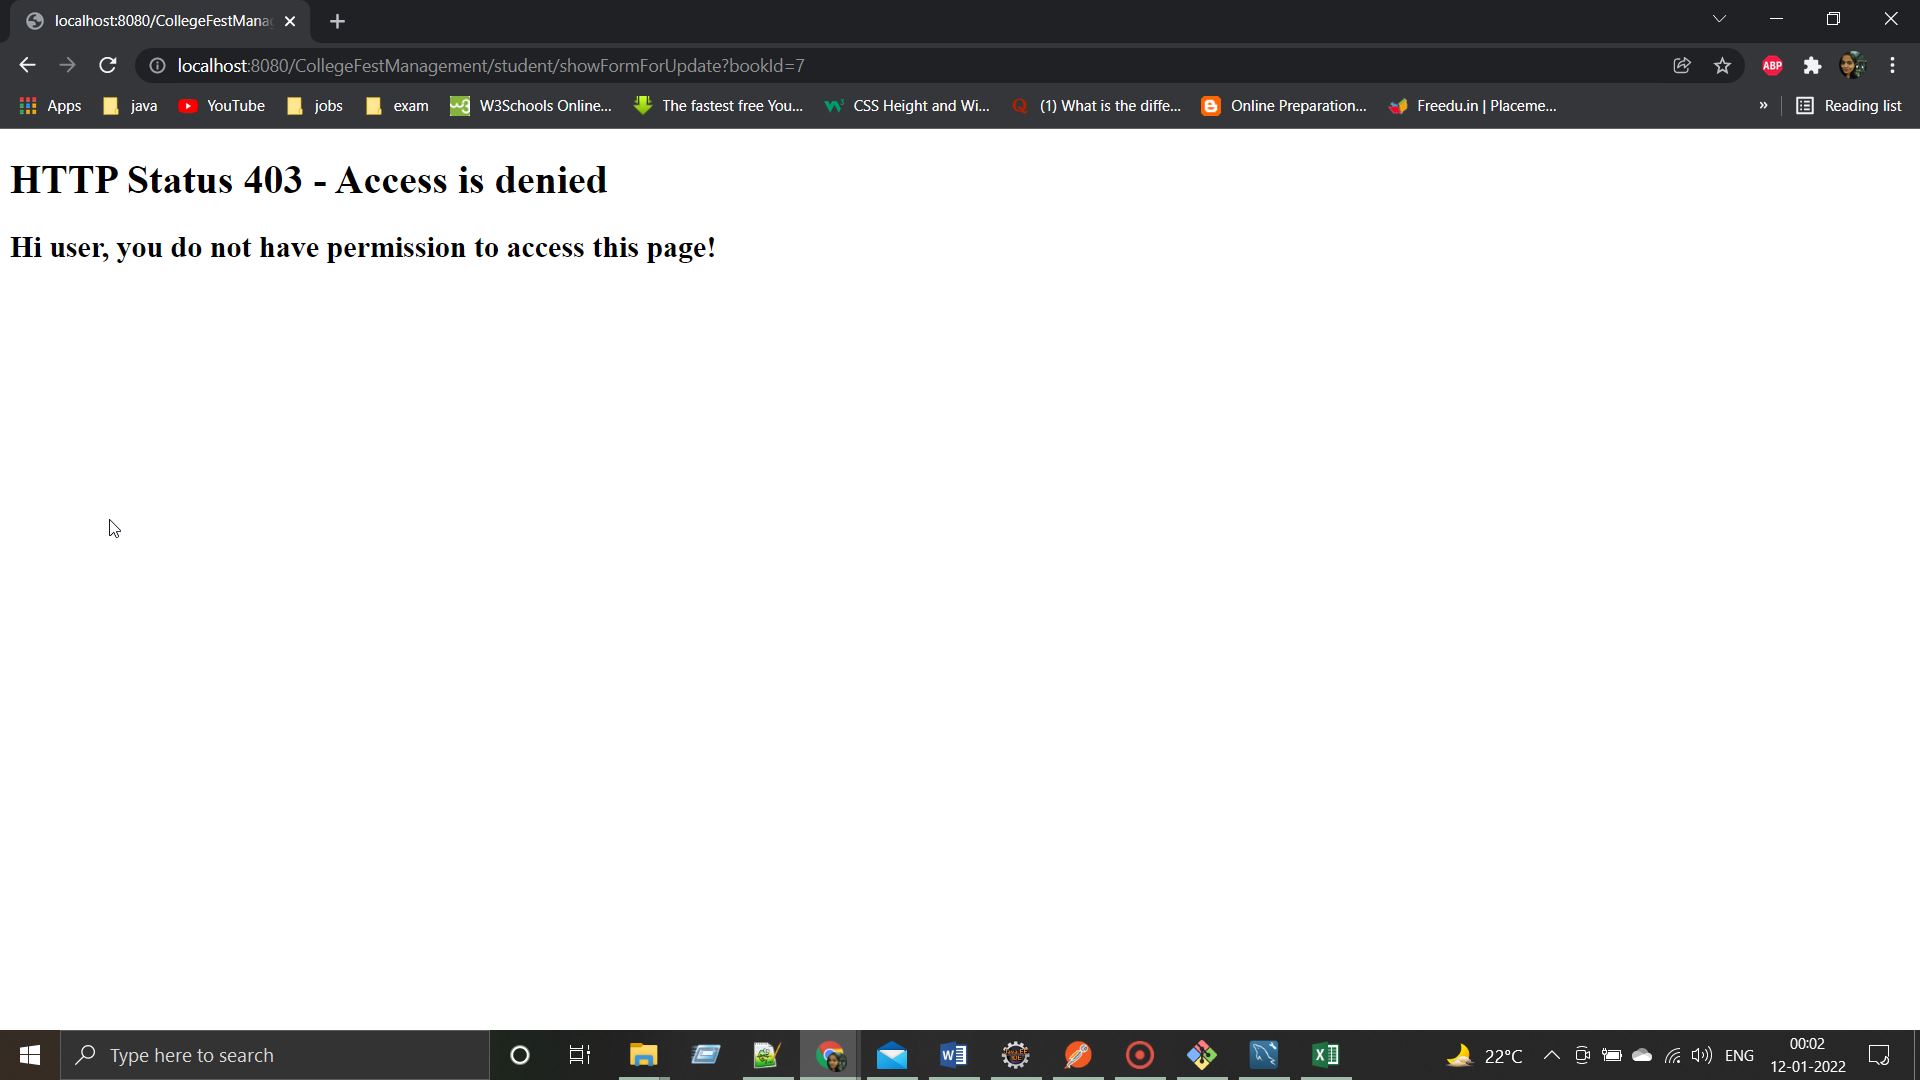 localhost:8080/CollegeFestMana
localhost:8080/CollegeFestManagement/student/showFormForUpdate?bookId=7
ABP
Apps java YouTube jobs exam W3Schools Online... The fastest free You... CSS Height and Wi... (1) What is the diffe... Online Preparation... Freedu.in | Placeme... » Reading list
HTTP Status 403 - Access is denied
Hi user, you do not have permission to access this page!
Type here to search
22°C
ENG
00:02
12-01-2022